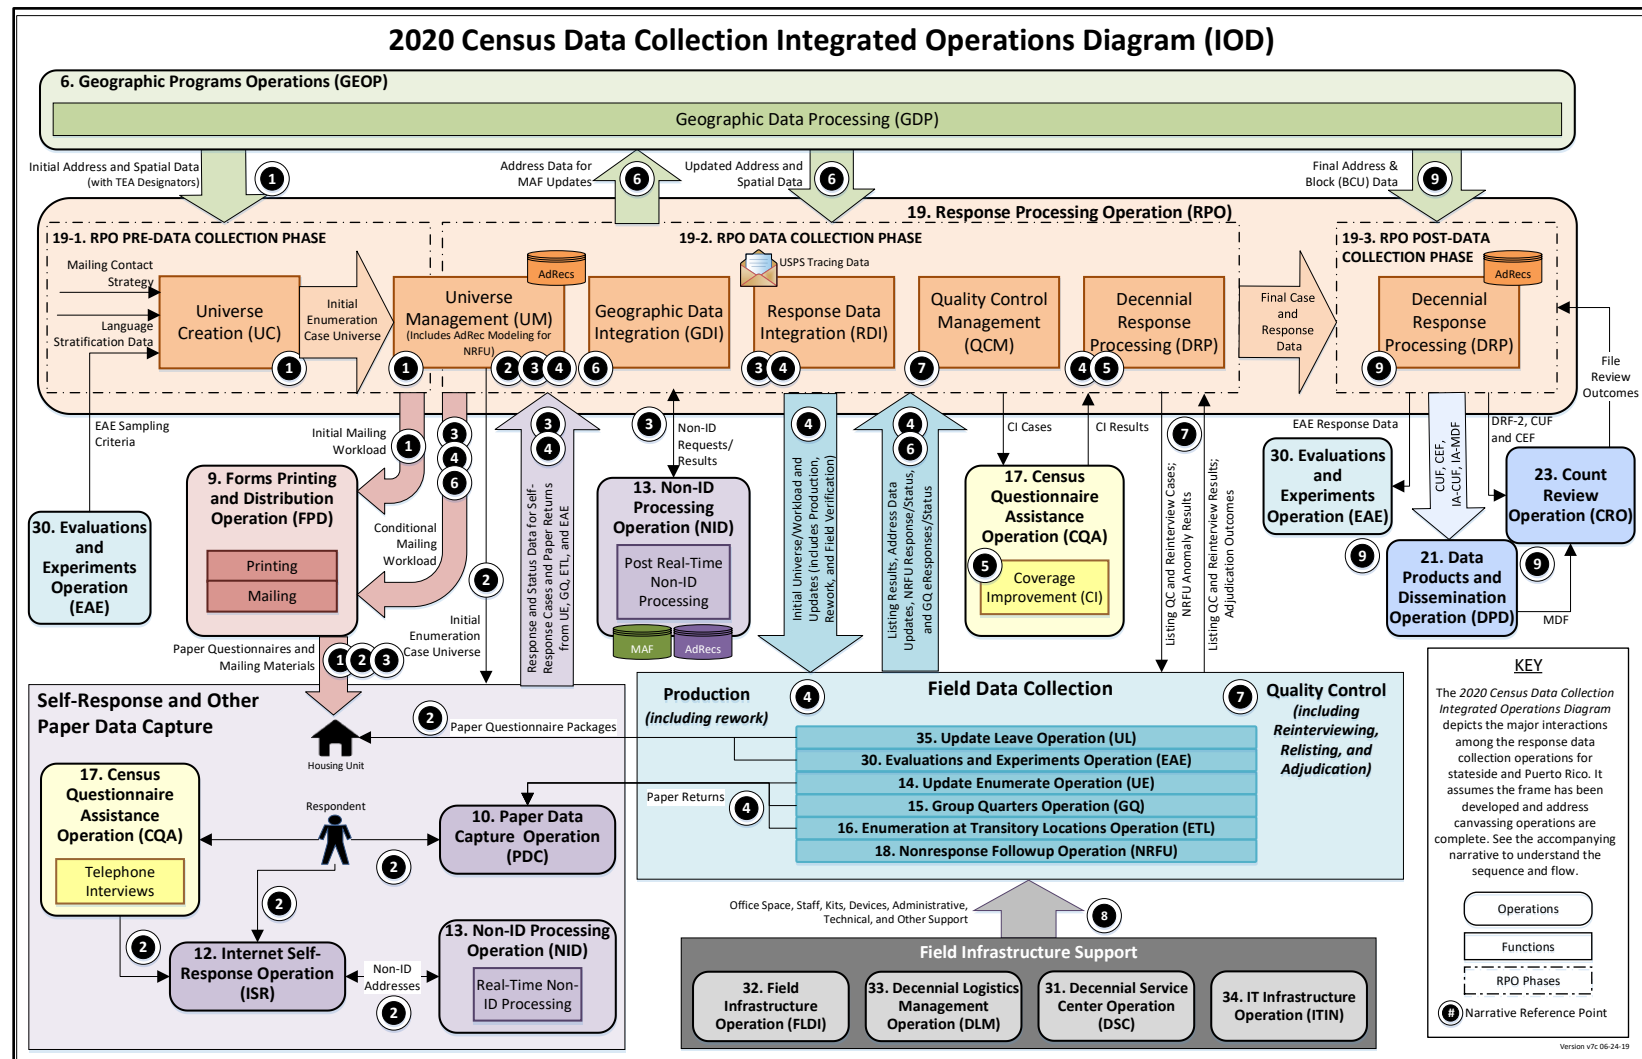 2020 Census Data Collection Integrated Operations Diagram (IOD)
6. Geographic Programs Operations (GEOP)
Geographic Data Processing (GDP)
Initial Address and Spatial Data
(with TEA Designators)
1
Address Data for
MAF Updates
6
Updated Address and
Spatial Data
6
Final Address &
Block (BCU) Data
9
19. Response Processing Operation (RPO)
19-1. RPO PRE-DATA COLLECTION PHASE
Mailing Contact
Strategy
Language
Stratification Data
Universe
Creation (UC)
1
Initial
Enumeration
Case Universe
19-2. RPO DATA COLLECTION PHASE
AdRecs
Universe
Management (UM)
(Includes AdRec Modeling for
NRFU)
1
2 3 4
Geographic Data
Integration (GDI)
6
USPS Tracing Data
Response Data
Integration (RDI)
3 4
Quality Control
Management
(QCM)
7
Decennial
Response
Processing (DRP)
4 5
Final Case
and
Response
Data
19-3. RPO POST-DATA
COLLECTION PHASE
AdRecs
Decennial
Response
Processing (DRP)
9
File
Review
Outcomes
EAE Sampling
Criteria
30. Evaluations
and
Experiments
Operation
(EAE)
Initial Mailing
Workload
1
3
4
6
9. Forms Printing
and Distribution
Operation (FPD)
Printing
Mailing
Conditional
Mailing
Workload
Paper Questionnaires and
Mailing Materials
1 2 3
2
Initial
Enumeration
Case Universe
3
4
Response and Status Data for Self-
Response Cases and Paper Returns
from UE, GQ, ETL, and EAE
3
Non-ID
Requests/
Results
13. Non-ID
Processing
Operation (NID)
Post Real-Time
Non-ID
Processing
MAF
AdRecs
4
Initial Universe/Workload and
Updates (includes Production,
Rework, and Field Verification)
4
6
Listing Results, Address Data
Updates, NRFU Response/Status,
and GQ eResponses/Status
CI Cases
CI Results
17. Census
Questionnaire
Assistance
Operation (CQA)
5
Coverage
Improvement (CI)
7
Listing QC and Reinterview Cases;
NRFU Anomaly Results
Listing QC and Reinterview Results;
Adjudication Outcomes
EAE Response Data
30. Evaluations
and
Experiments
Operation (EAE)
9
CUF, CEF,
IA-CUF, IA-MDF
DRF-2, CUF
and CEF
23. Count
Review
Operation (CRO)
21. Data
Products and
Dissemination
Operation (DPD)
9
MDF
Self-Response and Other
Paper Data Capture
Housing Unit
2
Paper Questionnaire Packages
17. Census
Questionnaire
Assistance
Operation (CQA)
Telephone
Interviews
Respondent
2
10. Paper Data
Capture Operation
(PDC)
2
2
12. Internet Self-
Response Operation
(ISR)
Non-ID
Addresses
2
13. Non-ID Processing
Operation (NID)
Real-Time Non-
ID Processing
Production
(including rework)
4
Field Data Collection
7
Quality Control
(including
Reinterviewing,
Relisting, and
Adjudication)
35. Update Leave Operation (UL)
30. Evaluations and Experiments Operation (EAE)
14. Update Enumerate Operation (UE)
15. Group Quarters Operation (GQ)
16. Enumeration at Transitory Locations Operation (ETL)
18. Nonresponse Followup Operation (NRFU)
Paper Returns
4
Office Space, Staff, Kits, Devices, Administrative,
Technical, and Other Support
8
Field Infrastructure Support
32. Field
Infrastructure
Operation (FLDI)
33. Decennial Logistics
Management
Operation (DLM)
31. Decennial Service
Center Operation
(DSC)
34. IT Infrastructure
Operation (ITIN)
KEY
The 2020 Census Data Collection
Integrated Operations Diagram
depicts the major interactions
among the response data
collection operations for
stateside and Puerto Rico. It
assumes the frame has been
developed and address
canvassing operations are
complete. See the accompanying
narrative to understand the
sequence and flow.
Operations
Functions
RPO Phases
# Narrative Reference Point
Version v7c 06-24-19